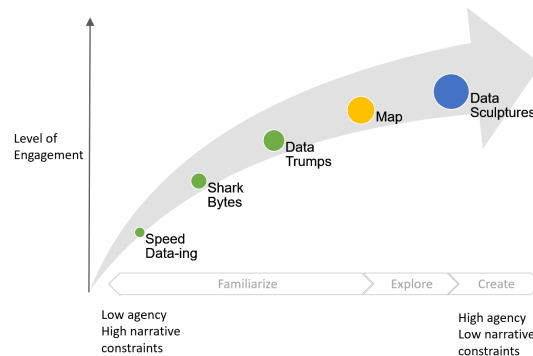 Level of
Engagement
Speed
Data-ing
Shark
Bytes
Data
Trumps
Map
Data
Sculptures
Familiarize
Explore
Create
Low agency
High narrative
constraints
High agency
Low narrative
constraints